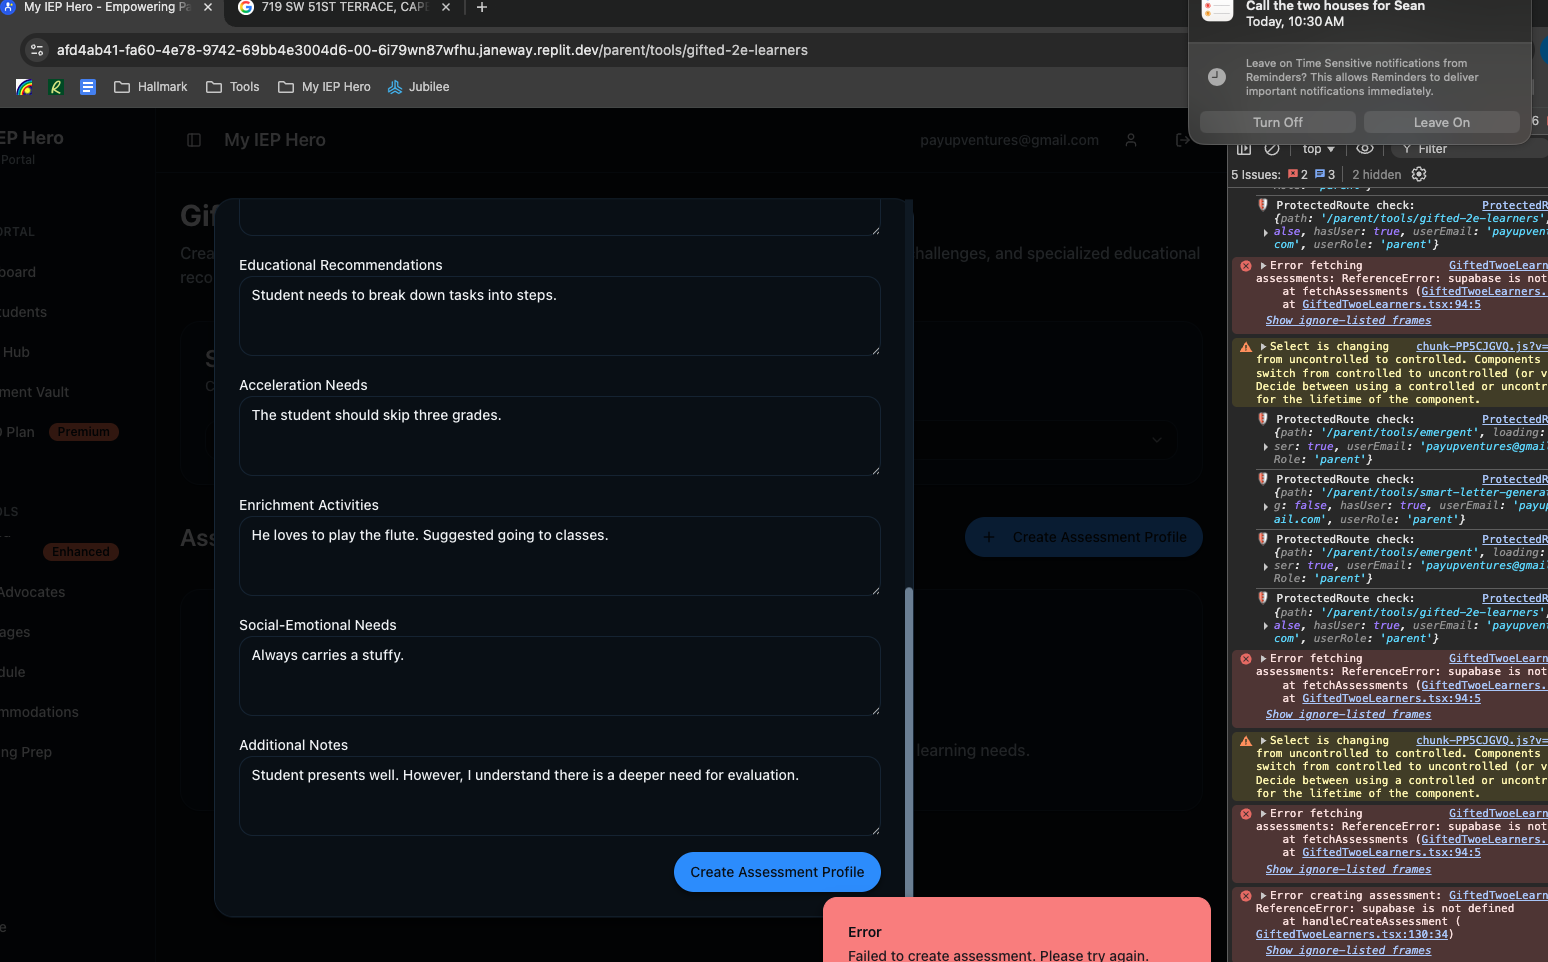 My IEP Hero - Empowering Pa
719 SW 51ST TERRACE, CAP
afd4ab41-fa60-4e78-9742-69bb4e3004d6-00-6i79wn87wfhu.janeway.replit.dev/parent/tools/gifted-2e-learners
Hallmark
Tools
My IEP Hero
Jubilee
Call the two houses for Sean
Today, 10:30 AM
Leave on Time Sensitive notifications from
Reminders? This allows Reminders to deliver
important notifications immediately.
Turn Off
Leave On
EP Hero
Portal
My IEP Hero
payupventures@gmail.com
ORTAL
board
tudents
Hub
ment Vault
Plan
Premium
OLS
Enhanced
Advocates
ages
dule
mmodations
ng Prep
e
Gif
Crea
hallenges, and specialized educational
reco
S
C
Ass
Create Assessment Profile
learning needs.
Educational Recommendations
Student needs to break down tasks into steps.
Acceleration Needs
The student should skip three grades.
Enrichment Activities
He loves to play the flute. Suggested going to classes.
Social-Emotional Needs
Always carries a stuffy.
Additional Notes
Student presents well. However, I understand there is a deeper need for evaluation.
Create Assessment Profile
Error
Failed to create assessment. Please try again.
6
top
Filter
5 Issues: 2 3 2 hidden
ProtectedRoute check: ProtectedR
{path: '/parent/tools/gifted-2e-learners',
alse, hasUser: true, userEmail: 'payupvent
com', userRole: 'parent'}
Error fetching GiftedTwoeLearn
assessments: ReferenceError: supabase is not
at fetchAssessments (GiftedTwoeLearners.
at GiftedTwoeLearners.tsx:94:5
Show ignore-listed frames
Select is changing chunk-PP5CJGVQ.js?v=
from uncontrolled to controlled. Components
switch from controlled to uncontrolled (or v
Decide between using a controlled or uncontr
for the lifetime of the component.
ProtectedRoute check: ProtectedR
{path: '/parent/tools/emergent', loading:
ser: true, userEmail: 'payupventures@gmai
Role: 'parent'}
ProtectedRoute check: ProtectedR
{path: '/parent/tools/smart-letter-generat
g: false, hasUser: true, userEmail: 'payup
ail.com', userRole: 'parent'}
ProtectedRoute check: ProtectedR
{path: '/parent/tools/emergent', loading:
ser: true, userEmail: 'payupventures@gmai
Role: 'parent'}
ProtectedRoute check: ProtectedR
{path: '/parent/tools/gifted-2e-learners',
alse, hasUser: true, userEmail: 'payupvent
com', userRole: 'parent'}
Error fetching GiftedTwoeLearn
assessments: ReferenceError: supabase is not
at fetchAssessments (GiftedTwoeLearners.
at GiftedTwoeLearners.tsx:94:5
Show ignore-listed frames
Select is changing chunk-PP5CJGVQ.js?v=
from uncontrolled to controlled. Components
switch from controlled to uncontrolled (or v
Decide between using a controlled or uncontr
for the lifetime of the component.
Error fetching GiftedTwoeLearn
assessments: ReferenceError: supabase is not
at fetchAssessments (GiftedTwoeLearners.
at GiftedTwoeLearners.tsx:94:5
Show ignore-listed frames
Error creating assessment: GiftedTwoeLearn
ReferenceError: supabase is not defined
at handleCreateAssessment (
GiftedTwoeLearners.tsx:130:34)
Show ignore-listed frames